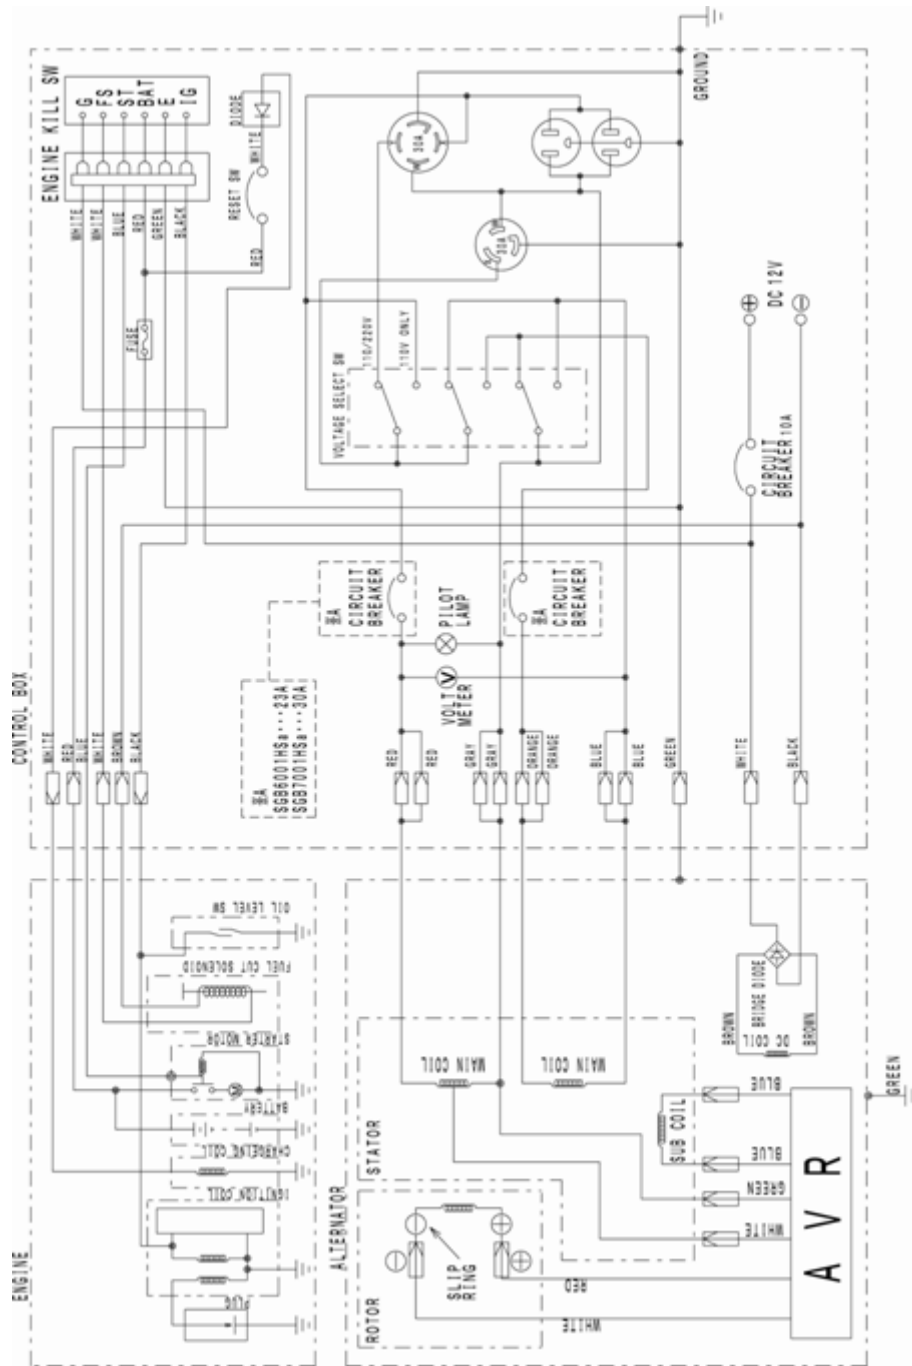 CONTROL BOX
ENGINE KILL SW
G
FS
ST
BAT
E
IG
WHITE
WHITE
BLUE
RED
GREEN
BLACK
DIODE
WHITE
RESET SW
RED
FUSE
30A
30A
GROUND
110/220V
110V ONLY
VOLTAGE SELECT SW
DC 12V
+
−
CIRCUIT
BREAKER 10A
※A
CIRCUIT
BREAKER
※A
CIRCUIT
BREAKER
PILOT
LAMP
V
VOLT
METER
※A
SGB6001HSa･･･23A
SGB7001HSa･･･30A
WHITE
RED
BLUE
WHITE
BROWN
BLACK
RED
RED
GRAY
GRAY
ORANGE
ORANGE
BLUE
BLUE
GREEN
WHITE
BLACK
ENGINE
OIL LEVEL SW
FUEL CUT SOLENOID
STARTER MOTOR
CHARGEING COIL
IGNITION COIL
PLUG
ALTERNATOR
STATOR
MAIN COIL
MAIN COIL
SUB COIL
BRIDGE DIODE
BROWN
DC COIL
BROWN
BLUE
BLUE
GREEN
WHITE
GREEN
ROTOR
SLIP
RING
RED
WHITE
AVR